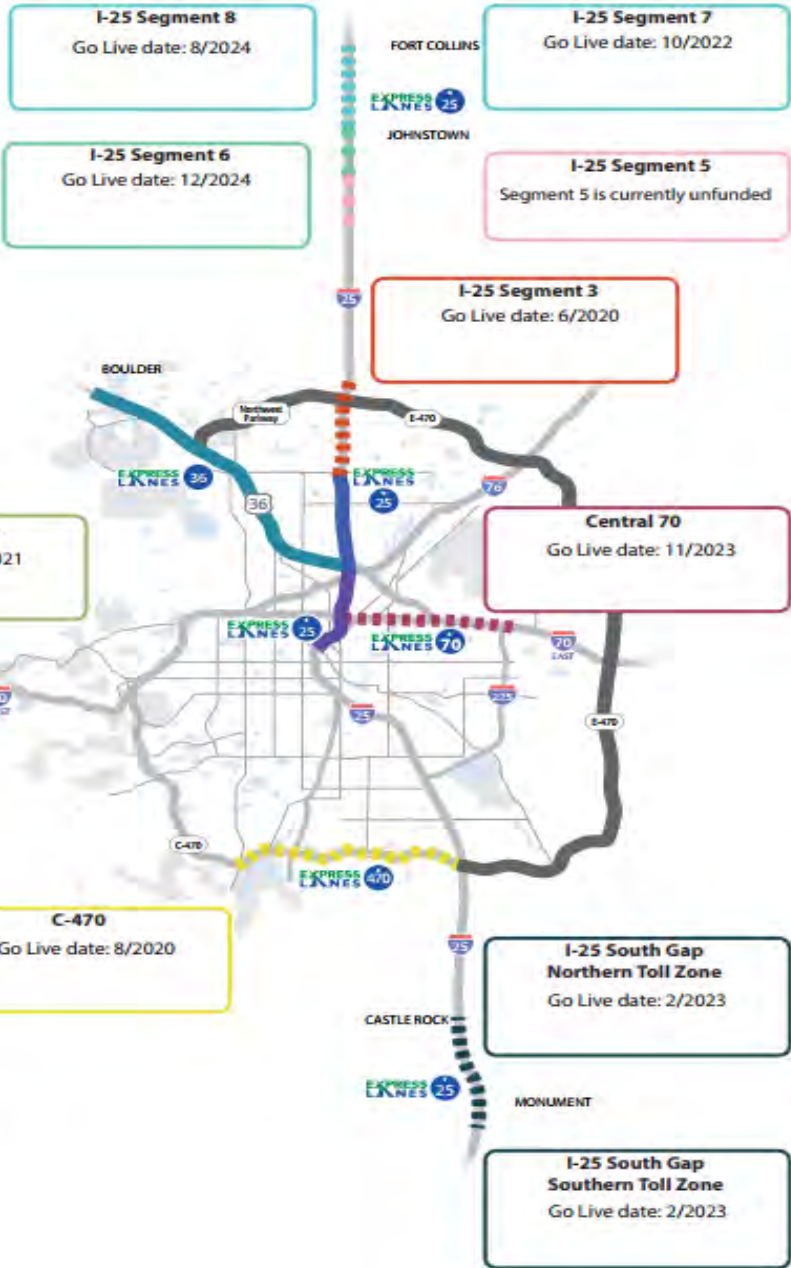 I-25 Segment 8
Go Live date: 8/2024
I-25 Segment 7
Go Live date: 10/2022
FORT COLLINS
EXPRESS
LANES 25
JOHNSTOWN
I-25 Segment 6
Go Live date: 12/2024
I-25 Segment 5
Segment 5 is currently unfunded
25
I-25 Segment 3
Go Live date: 6/2020
BOULDER
Northwest
Parkway
E-470
EXPRESS
LANES 36
36
EXPRESS
LANES
25
76
Central 70
Go Live date: 11/2023
EXPRESS
LANES 25
EXPRESS
LANES 70
70
EAST
25
225
E-470
C-470
EXPRESS
LANES 470
C-470
Go Live date: 8/2020
25
I-25 South Gap
Northern Toll Zone
Go Live date: 2/2023
CASTLE ROCK
EXPRESS
LANES 25
MONUMENT
I-25 South Gap
Southern Toll Zone
Go Live date: 2/2023